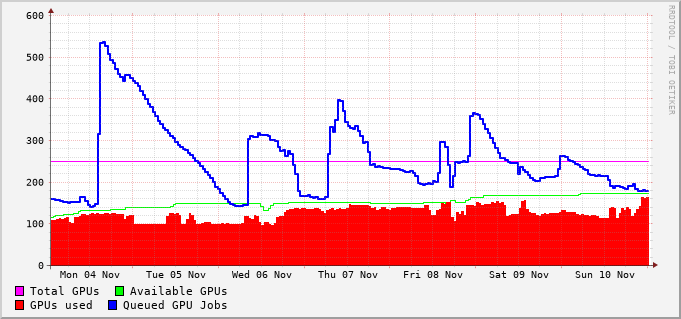 600
500
400
300
200
100
0
Mon 04 Nov Tue 05 Nov Wed 06 Nov Thu 07 Nov Fri 08 Nov Sat 09 Nov Sun 10 Nov
Total GPUs Available GPUs
GPUs used Queued GPU Jobs
RRDTOOL / TOBI OETIKER